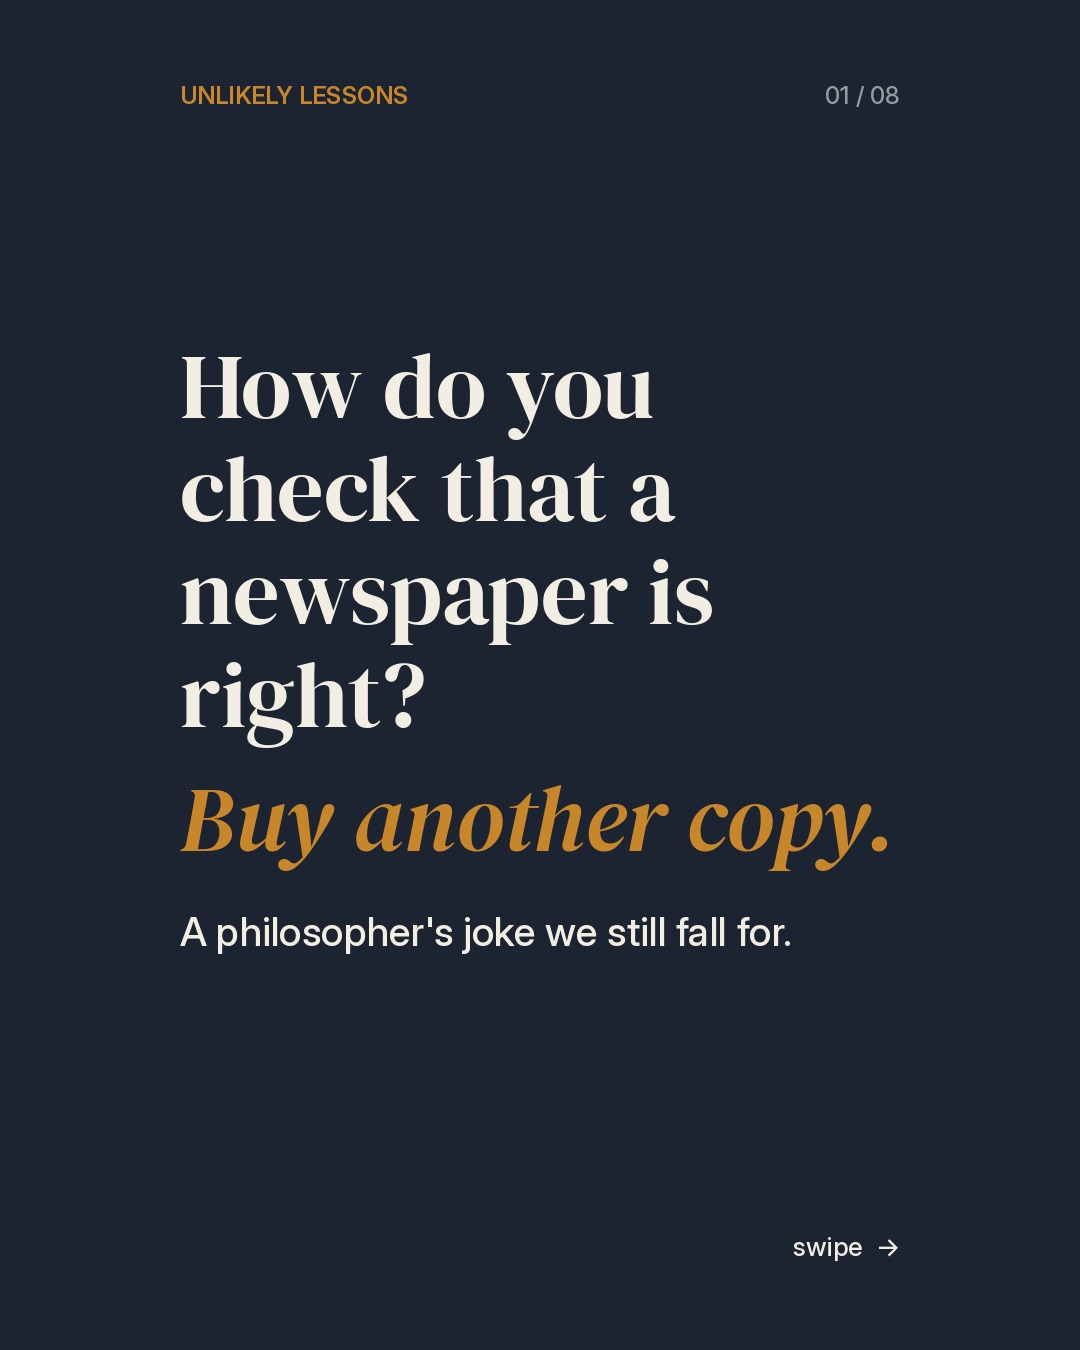 UNLIKELY LESSONS
01 / 08
How do you
check that a
newspaper is
right?
Buy another copy.
A philosopher's joke we still fall for.
swipe →